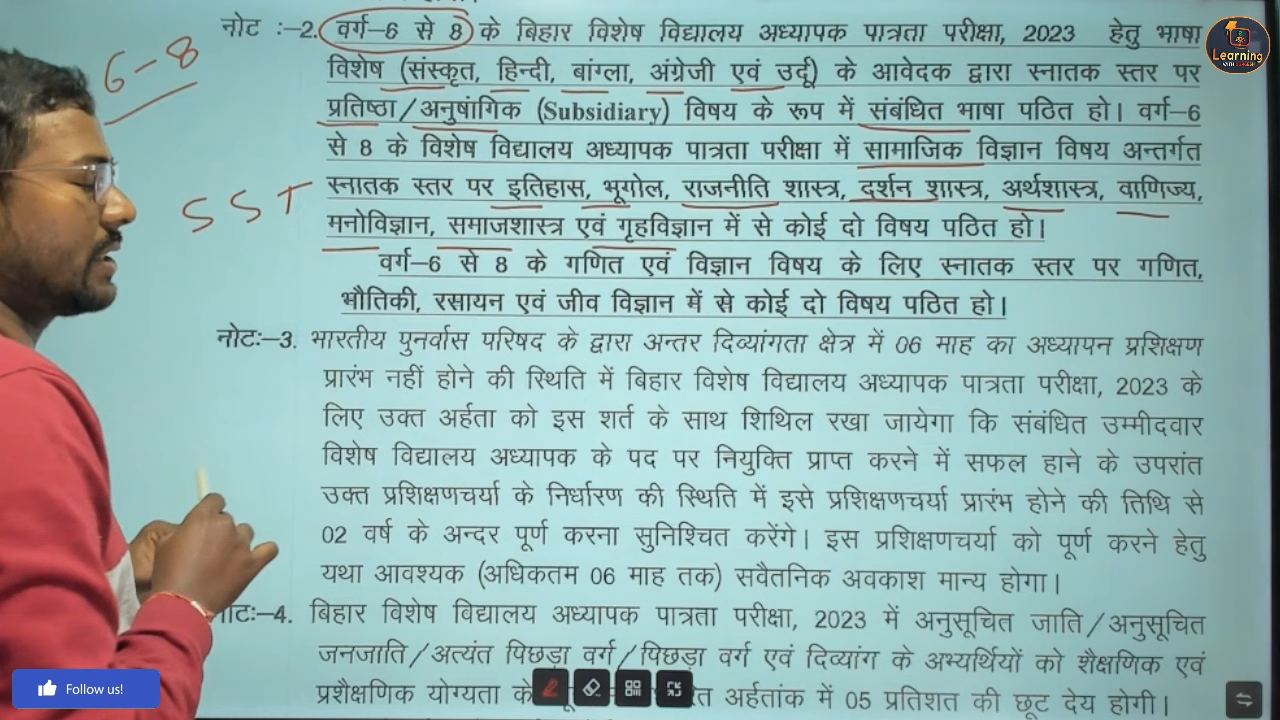 नोट :–2. वर्ग–6 से 8 के बिहार विशेष विद्यालय अध्यापक पात्रता परीक्षा, 2023 हेतु भाषा
6-8
विशेष (संस्कृत, हिन्दी, बांग्ला, अंग्रेजी एवं उर्दू) के आवेदक द्वारा स्नातक स्तर पर
प्रतिष्ठा/अनुषांगिक (Subsidiary) विषय के रूप में संबंधित भाषा पठित हो। वर्ग–6
से 8 के विशेष विद्यालय अध्यापक पात्रता परीक्षा में सामाजिक विज्ञान विषय अन्तर्गत
SST
स्नातक स्तर पर इतिहास, भूगोल, राजनीति शास्त्र, दर्शन शास्त्र, अर्थशास्त्र, वाणिज्य,
मनोविज्ञान, समाजशास्त्र एवं गृहविज्ञान में से कोई दो विषय पठित हो।
वर्ग–6 से 8 के गणित एवं विज्ञान विषय के लिए स्नातक स्तर पर गणित,
भौतिकी, रसायन एवं जीव विज्ञान में से कोई दो विषय पठित हो।
नोटः–3. भारतीय पुनर्वास परिषद के द्वारा अन्तर दिव्यांगता क्षेत्र में 06 माह का अध्यापन प्रशिक्षण
प्रारंभ नहीं होने की स्थिति में बिहार विशेष विद्यालय अध्यापक पात्रता परीक्षा, 2023 के
लिए उक्त अर्हता को इस शर्त के साथ शिथिल रखा जायेगा कि संबंधित उम्मीदवार
विशेष विद्यालय अध्यापक के पद पर नियुक्ति प्राप्त करने में सफल हाने के उपरांत
उक्त प्रशिक्षणचर्या के निर्धारण की स्थिति में इसे प्रशिक्षणचर्या प्रारंभ होने की तिथि से
02 वर्ष के अन्दर पूर्ण करना सुनिश्चित करेंगे। इस प्रशिक्षणचर्या को पूर्ण करने हेतु
यथा आवश्यक (अधिकतम 06 माह तक) सवैतनिक अवकाश मान्य होगा।
नोटः–4. बिहार विशेष विद्यालय अध्यापक पात्रता परीक्षा, 2023 में अनुसूचित जाति/अनुसूचित
जनजाति/अत्यंत पिछड़ा वर्ग/पिछड़ा वर्ग एवं दिव्यांग के अभ्यर्थियों को शैक्षणिक एवं
प्रशैक्षणिक योग्यता के अर्हतांक में 05 प्रतिशत की छूट देय होगी।
Learning
Follow us!